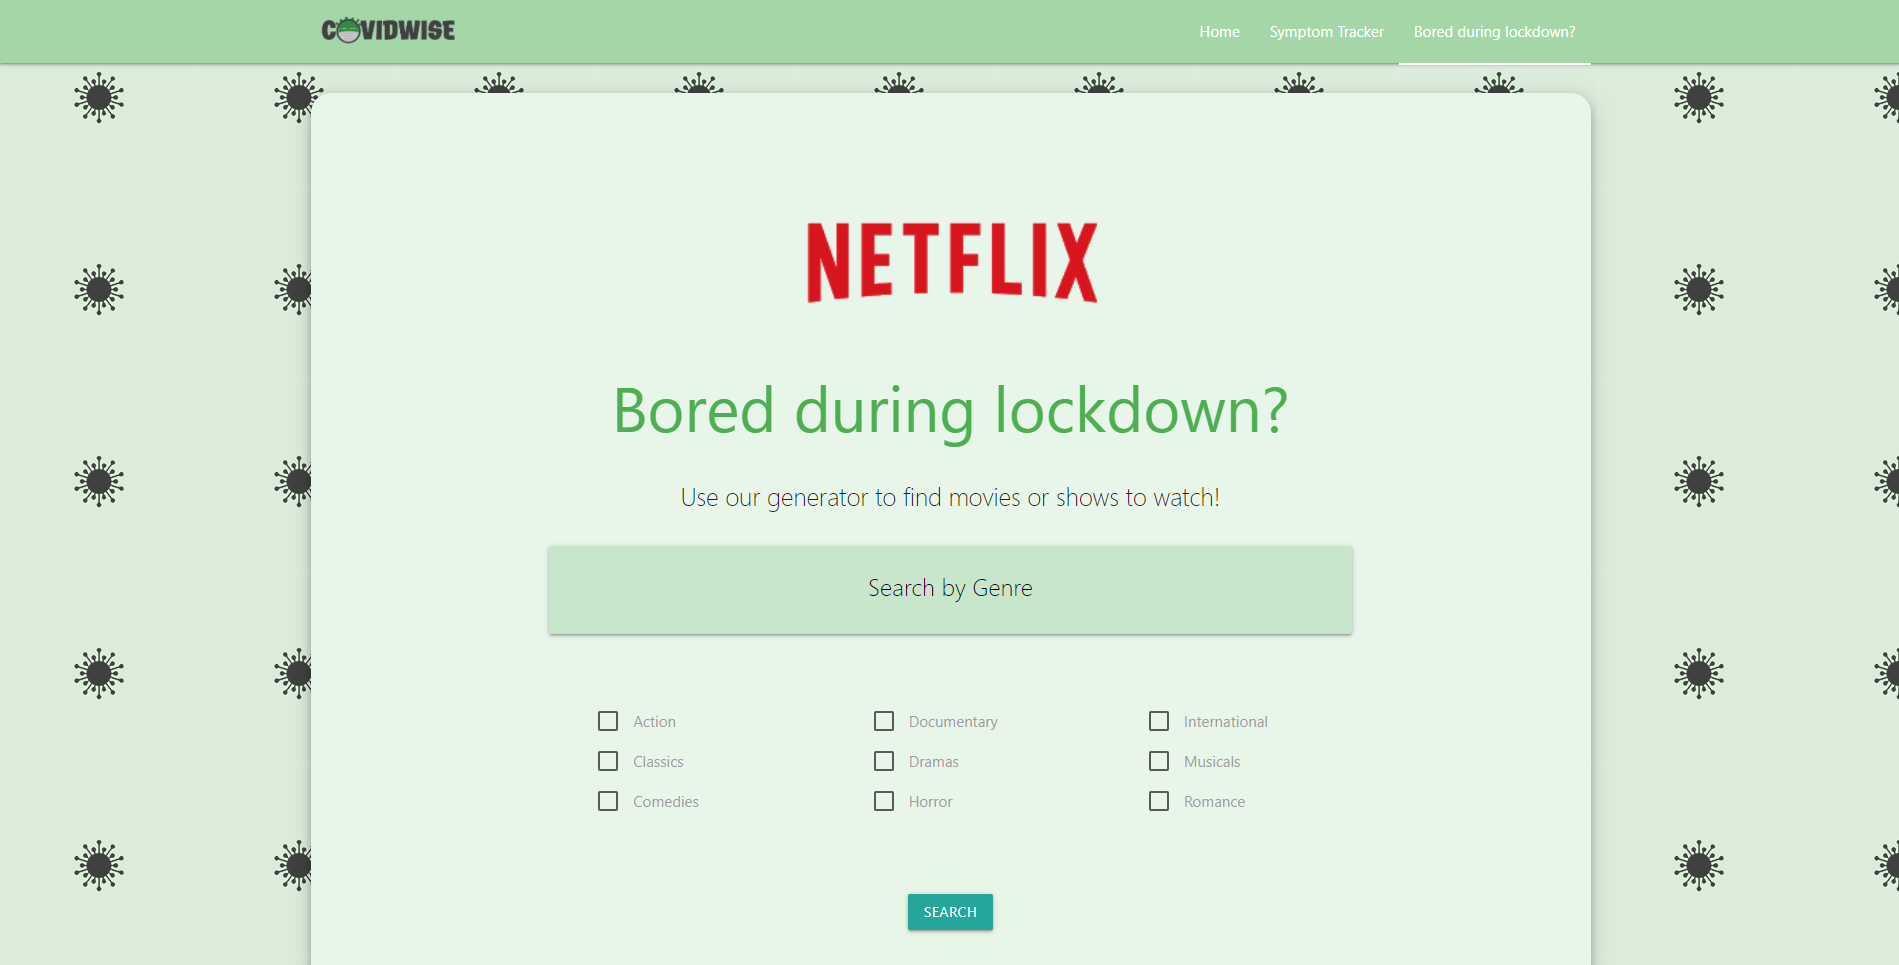 COVIDWISE
Home Symptom Tracker Bored during lockdown?
NETFLIX
Bored during lockdown?
Use our generator to find movies or shows to watch!
Search by Genre
Action Documentary International
Classics Dramas Musicals
Comedies Horror Romance
SEARCH